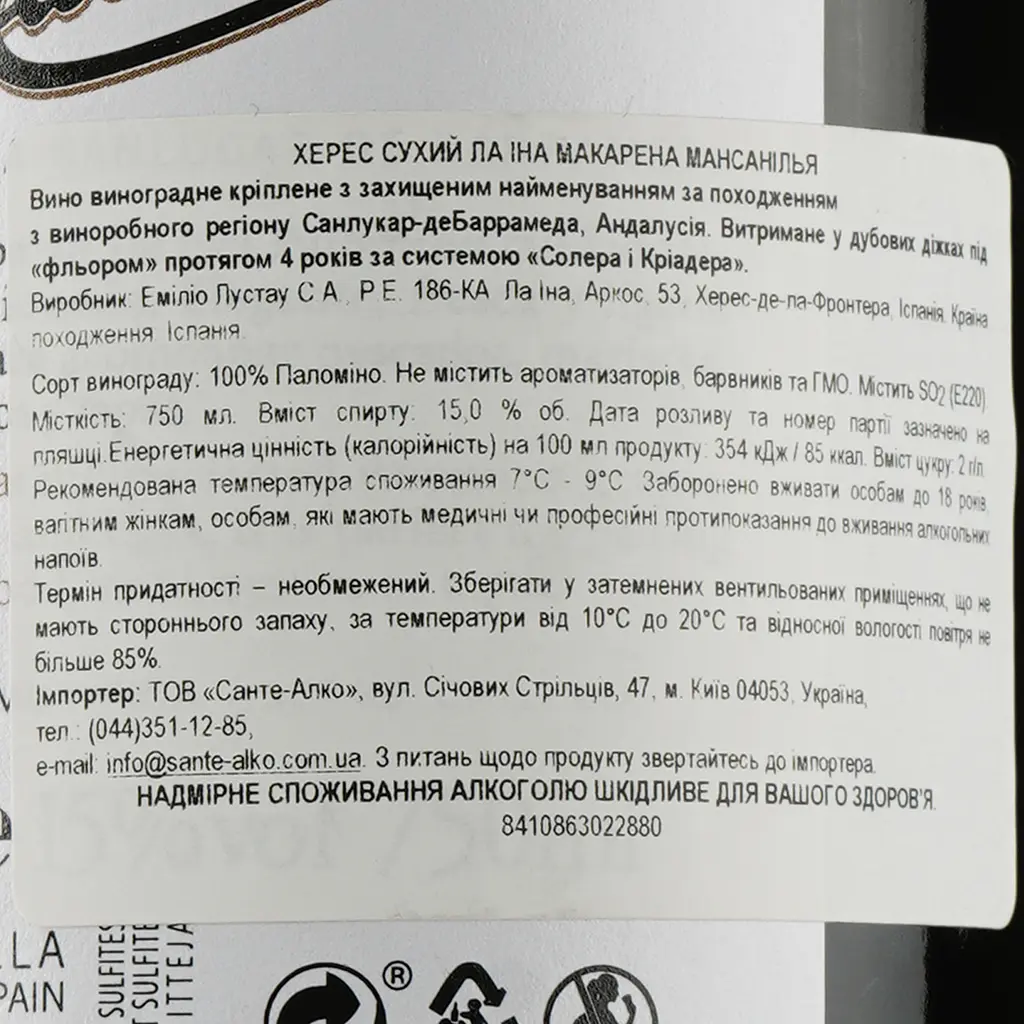 ХЕРЕС СУХИЙ ЛА ІНА МАКАРЕНА МАНСАНІЛЬЯ
Вино виноградне кріплене з захищеним найменуванням за походженням
з виноробного регіону Санлукар-деБаррамеда, Андалусія. Витримане у дубових діжках під
«фльором» протягом 4 років за системою «Солера і Кріадера».
Виробник: Еміліо Лустау С А , Р.Е. 186-КА Ла Іна, Аркос, 53, Херес-де-ла-Фронтера, Іспанія. Країна
походження Іспанія.
Сорт винограду: 100% Паломіно. Не містить ароматизаторів, барвників та ГМО. Містить SO2 (Е220)
Місткість: 750 мл. Вміст спирту: 15,0 % об. Дата розливу та номер партії зазначено на
пляшці.Енергетична цінність (калорійність) на 100 мл продукту: 354 кДж / 85 ккал. Вміст цукру: 2 г/л.
Рекомендована температура споживання 7°С - 9°С Заборонено вживати особам до 18 років,
вагітним жінкам, особам, які мають медичні чи професійні протипоказання до вживання алкогольних
напоїв.
Термін придатності – необмежений. Зберігати у затемнених вентильованих приміщеннях, що не
мають стороннього запаху, за температури від 10°С до 20°С та відносної вологості повітря не
більше 85%.
Імпортер: ТОВ «Санте-Алко», вул. Січових Стрільців, 47, м. Київ 04053, Україна,
тел.: (044)351-12-85,
e-mail: info@sante-alko.com.ua. З питань щодо продукту звертайтесь до імпортера.
НАДМІРНЕ СПОЖИВАННЯ АЛКОГОЛЮ ШКІДЛИВЕ ДЛЯ ВАШОГО ЗДОРОВ'Я.
8410863022880
SULFITES
SULFITE
®